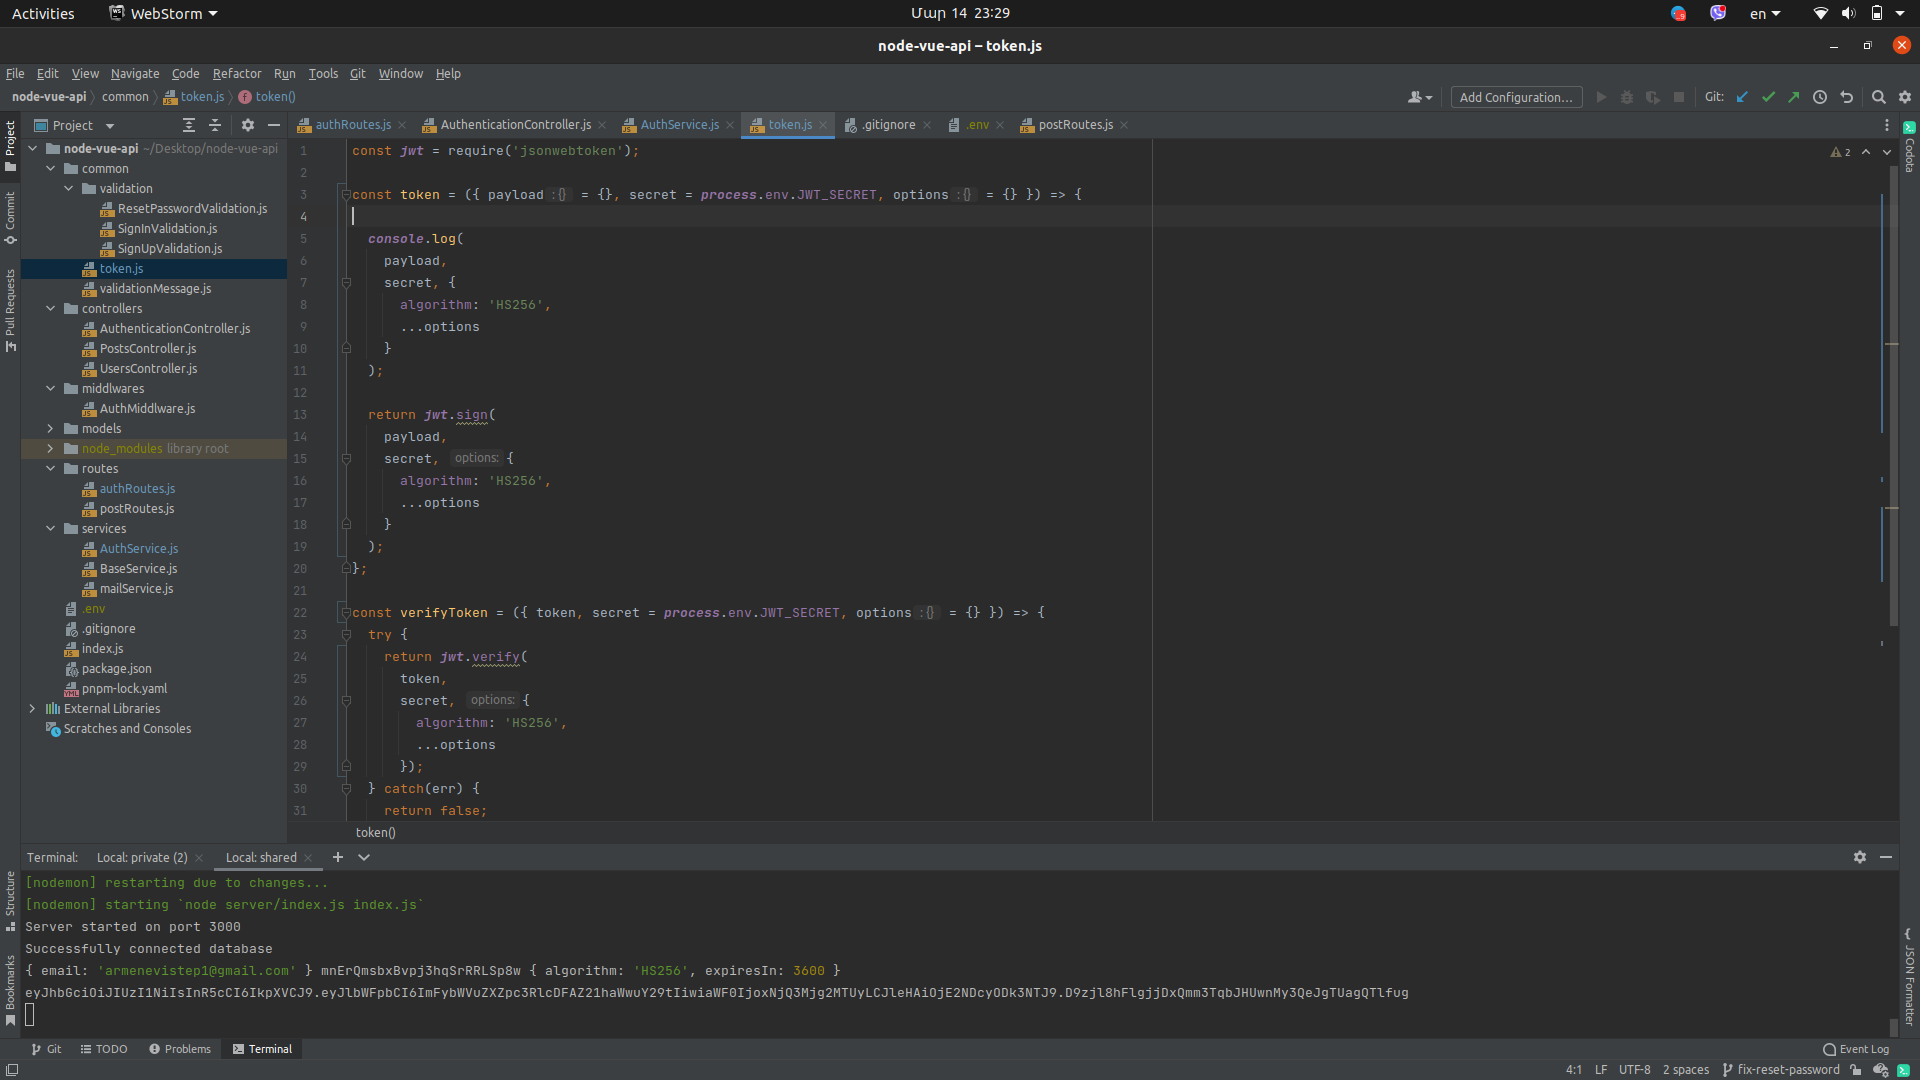 Activities WebStorm Մար 14 23:29 en
node-vue-api – token.js
File Edit View Navigate Code Refactor Run Tools Git Window Help
node-vue-api common token.js token() Add Configuration... Git:
Project authRoutes.js AuthenticationController.js AuthService.js token.js .gitignore .env postRoutes.js
Project
Commit
Pull Requests
Structure
Bookmarks
Codota
JSON Formatter
node-vue-api ~/Desktop/node-vue-api
common
validation
ResetPasswordValidation.js
SignInValidation.js
SignUpValidation.js
token.js
validationMessage.js
controllers
AuthenticationController.js
PostsController.js
UsersController.js
middlwares
AuthMiddlware.js
models
node_modules library root
routes
authRoutes.js
postRoutes.js
services
AuthService.js
BaseService.js
mailService.js
.env
.gitignore
index.js
package.json
pnpm-lock.yaml
External Libraries
Scratches and Consoles
2
1 const jwt = require('jsonwebtoken');
2
3 const token = ({ payload :{} = {}, secret = process.env.JWT_SECRET, options :{} = {} }) => {
4
5 console.log(
6 payload,
7 secret, {
8 algorithm: 'HS256',
9 ...options
10 }
11 );
12
13 return jwt.sign(
14 payload,
15 secret, options: {
16 algorithm: 'HS256',
17 ...options
18 }
19 );
20 };
21
22 const verifyToken = ({ token, secret = process.env.JWT_SECRET, options :{} = {} }) => {
23 try {
24 return jwt.verify(
25 token,
26 secret, options: {
27 algorithm: 'HS256',
28 ...options
29 });
30 } catch(err) {
31 return false;
token()
Terminal: Local: private (2) Local: shared
[nodemon] restarting due to changes...
[nodemon] starting `node server/index.js index.js`
Server started on port 3000
Successfully connected database
{ email: 'armenevistep1@gmail.com' } mnErQmsbxBvpj3hqSrRRLSp8w { algorithm: 'HS256', expiresIn: 3600 }
eyJhbGciOiJIUzI1NiIsInR5cCI6IkpXVCJ9.eyJlbWFpbCI6ImFybWVuZXZpc3RlcDFAZ21haWwuY29tIiwiaWF0IjoxNjQ3Mjg2MTUyLCJleHAiOjE2NDcyODk3NTJ9.D9zjl8hFlgjjDxQmm3TqbJHUwnMy3QeJgTUagQTlfug
Git TODO Problems Terminal Event Log
4:1 LF UTF-8 2 spaces fix-reset-password